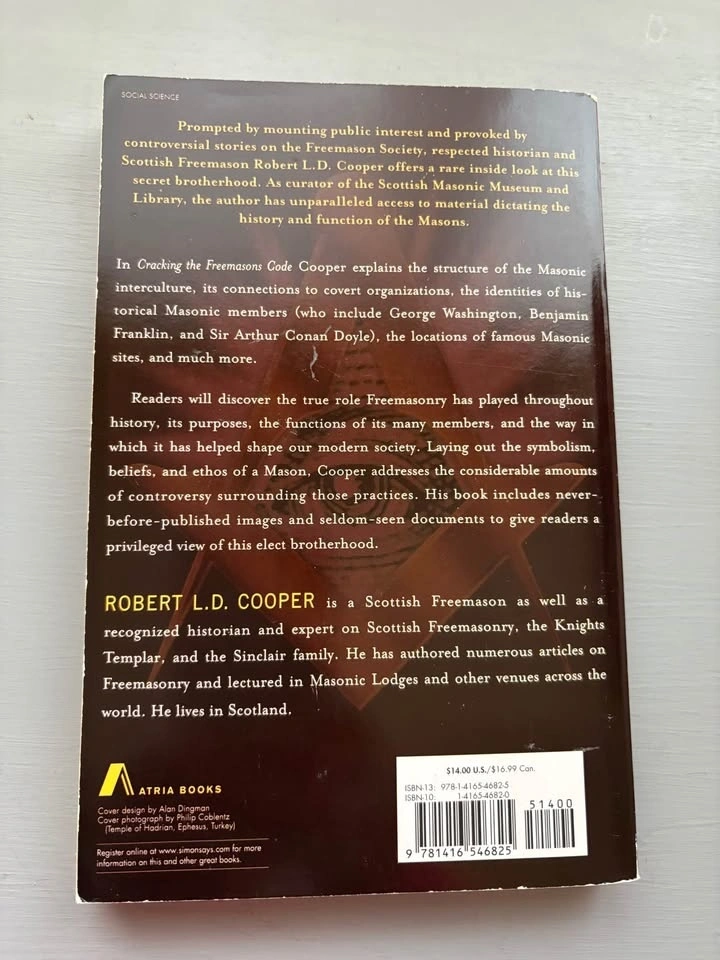 SOCIAL SCIENCE
Prompted by mounting public interest and provoked by
controversial stories on the Freemason Society, respected historian and
Scottish Freemason Robert L.D. Cooper offers a rare inside look at this
secret brotherhood. As curator of the Scottish Masonic Museum and
Library, the author has unparalleled access to material dictating the
history and function of the Masons.
In Cracking the Freemasons Code Cooper explains the structure of the Masonic
interculture, its connections to covert organizations, the identities of his-
torical Masonic members (who include George Washington, Benjamin
Franklin, and Sir Arthur Conan Doyle), the locations of famous Masonic
sites, and much more.
Readers will discover the true role Freemasonry has played throughout
history, its purposes, the functions of its many members, and the way in
which it has helped shape our modern society. Laying out the symbolism,
beliefs, and ethos of a Mason, Cooper addresses the considerable amounts
of controversy surrounding those practices. His book includes never-
before-published images and seldom-seen documents to give readers a
privileged view of this elect brotherhood.
ROBERT L.D. COOPER is a Scottish Freemason as well as a
recognized historian and expert on Scottish Freemasonry, the Knights
Templar, and the Sinclair family. He has authored numerous articles on
Freemasonry and lectured in Masonic Lodges and other venues across the
world. He lives in Scotland.
ATRIA BOOKS
Cover design by Alan Dingman
Cover photograph by Philip Coblentz
(Temple of Hadrian, Ephesus, Turkey)
Register online at www.simonsays.com for more
information on this and other great books.
$14.00 U.S./$16.99 Can.
ISBN-13: 978-1-4165-4682-5
ISBN-10: 1-4165-4682-0
51400
9 781416 546825